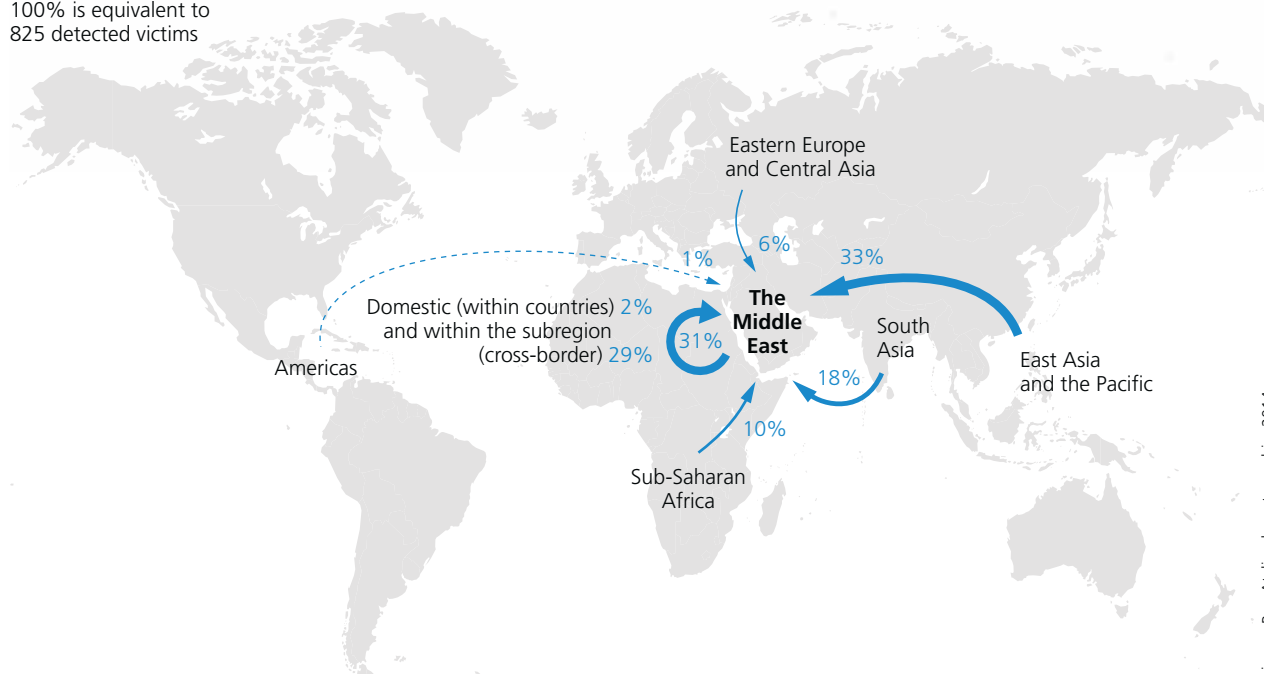 100% is equivalent to
825 detected victims
Eastern Europe
and Central Asia
6%
1%
33%
Domestic (within countries) 2%
and within the subregion
(cross-border) 29%
31%
The
Middle
East
South
Asia
18%
East Asia
and the Pacific
Americas
10%
Sub-Saharan
Africa